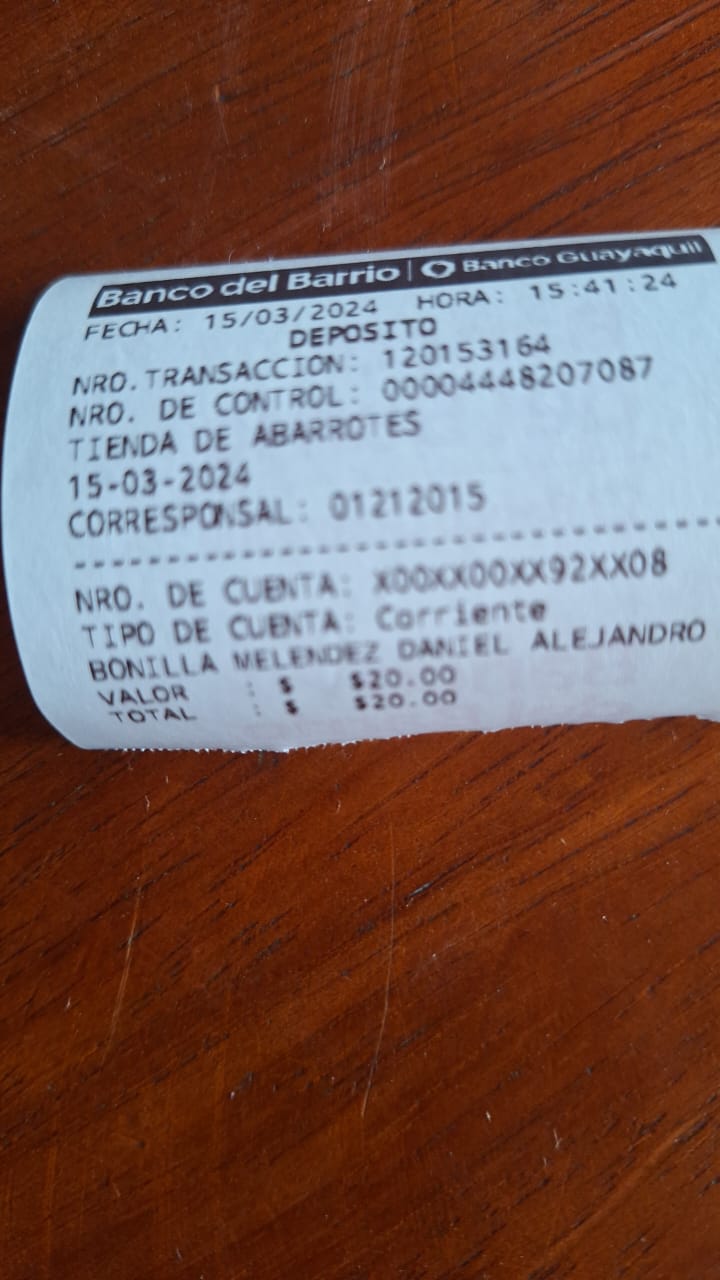 Banco del Barrio | Banco Guayaquil
FECHA: 15/03/2024 HORA: 15:41:24
DEPOSITO
NRO.TRANSACCION: 120153164
NRO. DE CONTROL: 00004448207087
TIENDA DE ABARROTES
15-03-2024
CORRESPONSAL: 01212015
--------------------------------
NRO. DE CUENTA: X00XX00XX92XX08
TIPO DE CUENTA: Corriente
BONILLA MELENDEZ DANIEL ALEJANDRO
VALOR : $ $20.00
TOTAL : $ $20.00